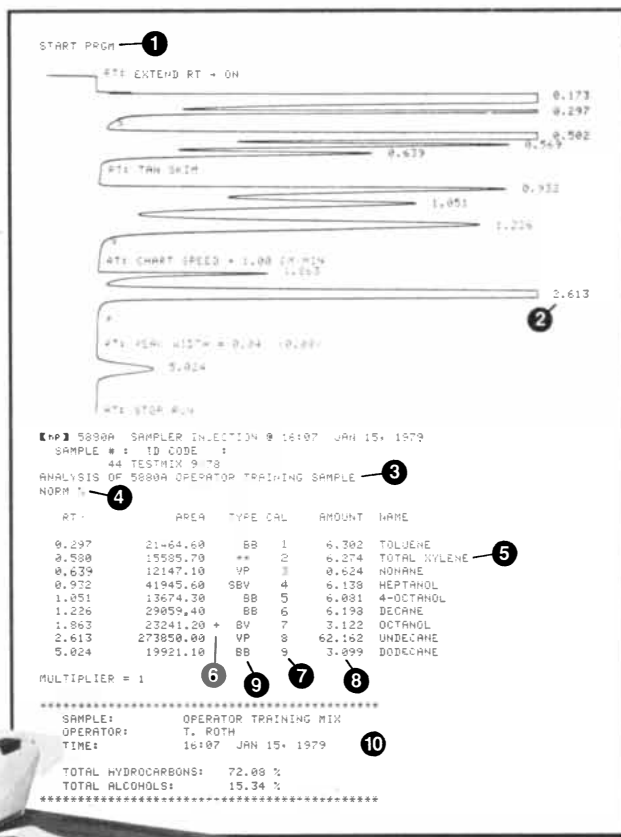 START PRGM 1
RT: EXTEND RT → ON
0.173
0.297
0.502
0.569
0.639
RT: TAN SKIM
0.932
1.051
1.226
RT: CHART SPEED → 1.00 CM/MIN
1.863
2.613
2
RT: PEAK WIDTH → 0.04
5.024
RT: STOP RUN
[hp] 5880A SAMPLER INJECTION @ 16:07 JAN 15, 1979
SAMPLE # : ID CODE :
44 TESTMIX 9-78
ANALYSIS OF 5880A OPERATOR TRAINING SAMPLE 3
NORM % 4
RT AREA TYPE CAL AMOUNT NAME
0.297 21464.60 BB 1 6.302 TOLUENE
0.580 15585.70 ** 2 6.274 TOTAL XYLENE 5
0.639 12147.10 VP 3 0.624 NONANE
0.932 41945.60 SBV 4 6.138 HEPTANOL
1.051 13674.30 BB 5 6.081 4-OCTANOL
1.226 29059.40 BB 6 6.198 DECANE
1.863 23241.20 + BV 7 3.122 OCTANOL
2.613 273850.00 VP 8 62.162 UNDECANE
5.024 19921.10 BB 9 3.099 DODECANE
6 9 7 8
MULTIPLIER = 1
SAMPLE: OPERATOR TRAINING MIX
OPERATOR: T. ROTH
TIME: 16:07 JAN 15, 1979 10
TOTAL HYDROCARBONS: 72.08 %
TOTAL ALCOHOLS: 15.34 %